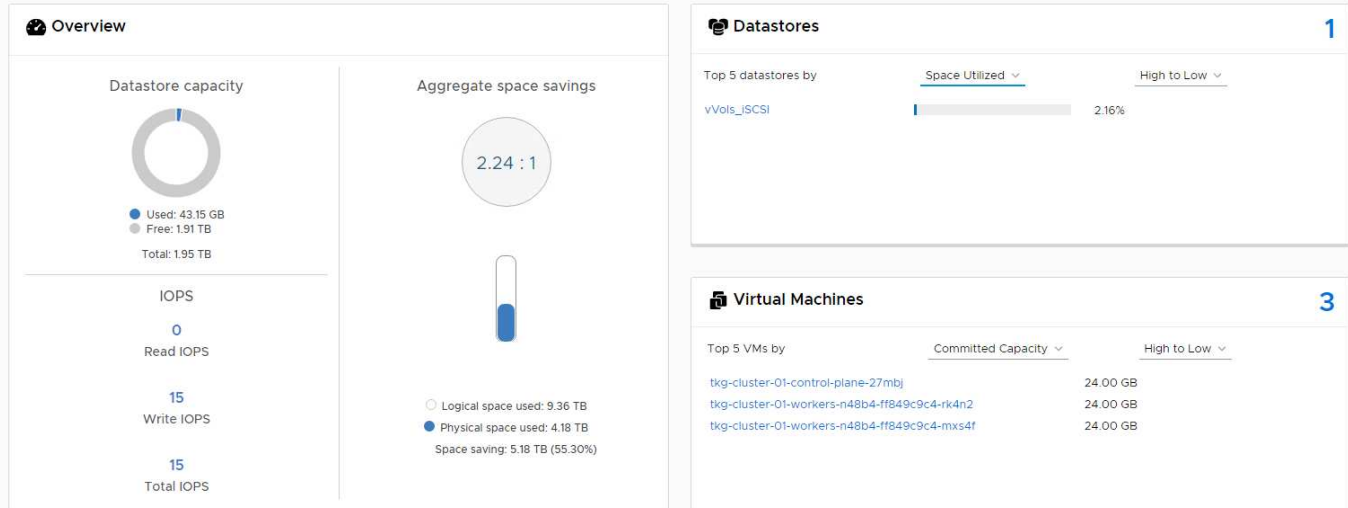 Overview
Datastore capacity
Used: 43.15 GB
Free: 1.91 TB
Total: 1.95 TB
IOPS
0
Read IOPS
15
Write IOPS
15
Total IOPS
Aggregate space savings
2.24 : 1
Logical space used: 9.36 TB
Physical space used: 4.18 TB
Space saving: 5.18 TB (55.30%)
Datastores 1
Top 5 datastores by Space Utilized High to Low
vVols_iSCSI 2.16%
Virtual Machines 3
Top 5 VMs by Committed Capacity High to Low
tkg-cluster-01-control-plane-27mbj 24.00 GB
tkg-cluster-01-workers-n48b4-ff849c9c4-rk4n2 24.00 GB
tkg-cluster-01-workers-n48b4-ff849c9c4-mxs4f 24.00 GB